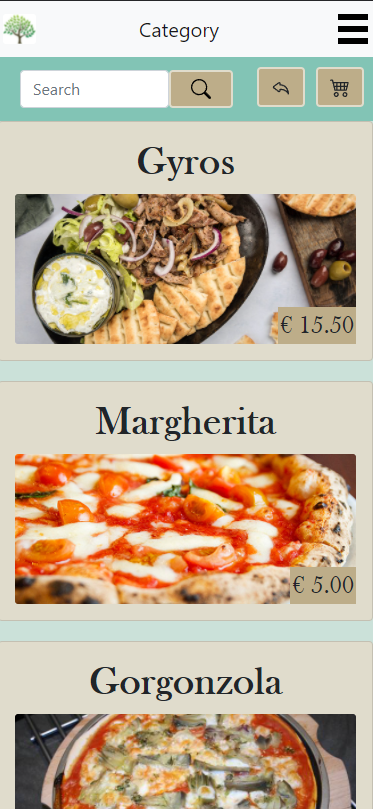 Category
Search
Gyros
€ 15.50
Margherita
€ 5.00
Gorgonzola